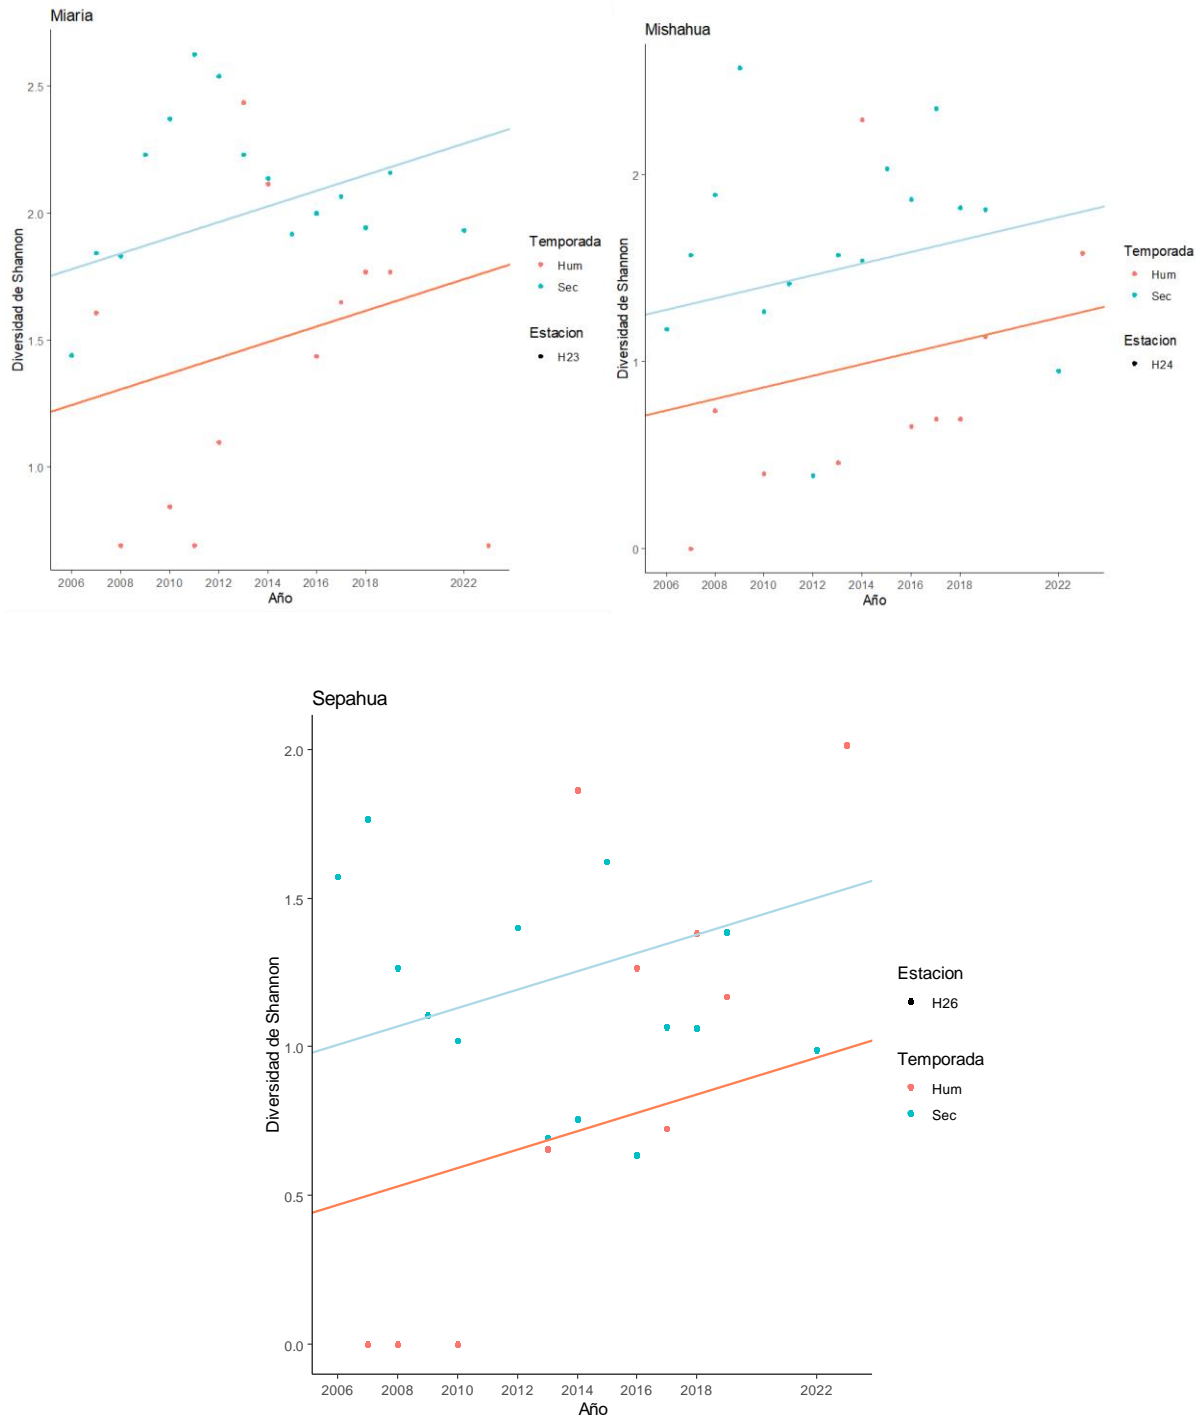 Miaria
Diversidad de Shannon
2.5
2.0
1.5
1.0
2006 2008 2010 2012 2014 2016 2018 2022
Año
Temporada
Hum
Sec
Estacion
H23
Mishahua
Diversidad de Shannon
2
1
0
2006 2008 2010 2012 2014 2016 2018 2022
Año
Temporada
Hum
Sec
Estacion
H24
Sepahua
Diversidad de Shannon
2.0
1.5
1.0
0.5
0.0
2006 2008 2010 2012 2014 2016 2018 2022
Año
Estacion
H26
Temporada
Hum
Sec